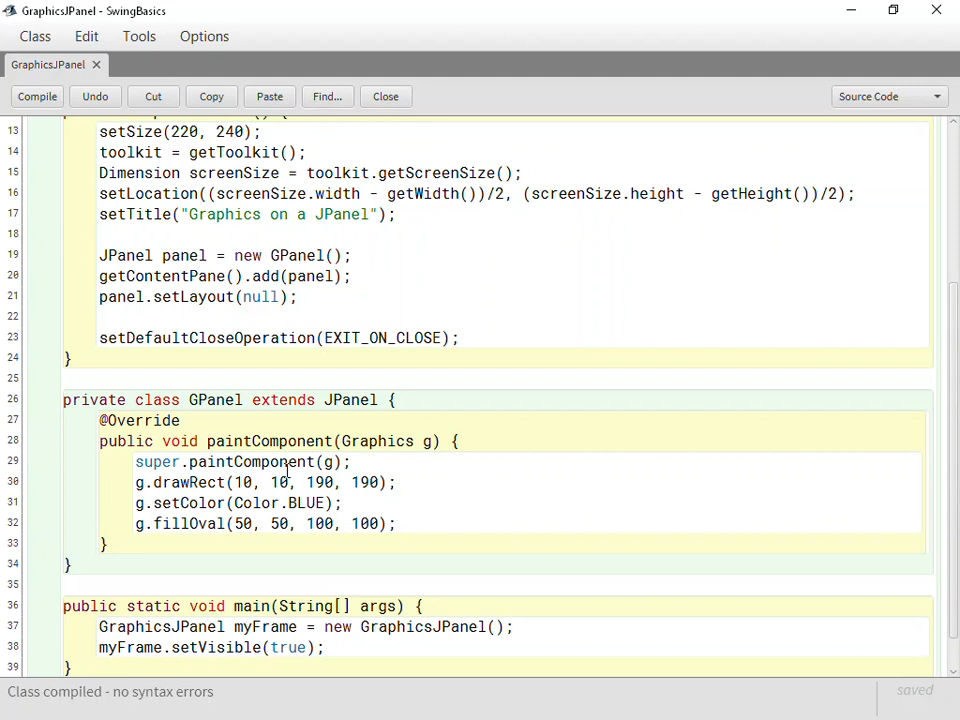 GraphicsJPanel - SwingBasics
Class Edit Tools Options
GraphicsJPanel ×
Compile Undo Cut Copy Paste Find... Close Source Code
13 setSize(220, 240);
14 toolkit = getToolkit();
15 Dimension screenSize = toolkit.getScreenSize();
16 setLocation((screenSize.width - getWidth())/2, (screenSize.height - getHeight())/2);
17 setTitle("Graphics on a JPanel");
18
19 JPanel panel = new GPanel();
20 getContentPane().add(panel);
21 panel.setLayout(null);
22
23 setDefaultCloseOperation(EXIT_ON_CLOSE);
24 }
25
26 private class GPanel extends JPanel {
27 @Override
28 public void paintComponent(Graphics g) {
29 super.paintComponent(g);
30 g.drawRect(10, 10, 190, 190);
31 g.setColor(Color.BLUE);
32 g.fillOval(50, 50, 100, 100);
33 }
34 }
35
36 public static void main(String[] args) {
37 GraphicsJPanel myFrame = new GraphicsJPanel();
38 myFrame.setVisible(true);
39 }
Class compiled - no syntax errors
saved